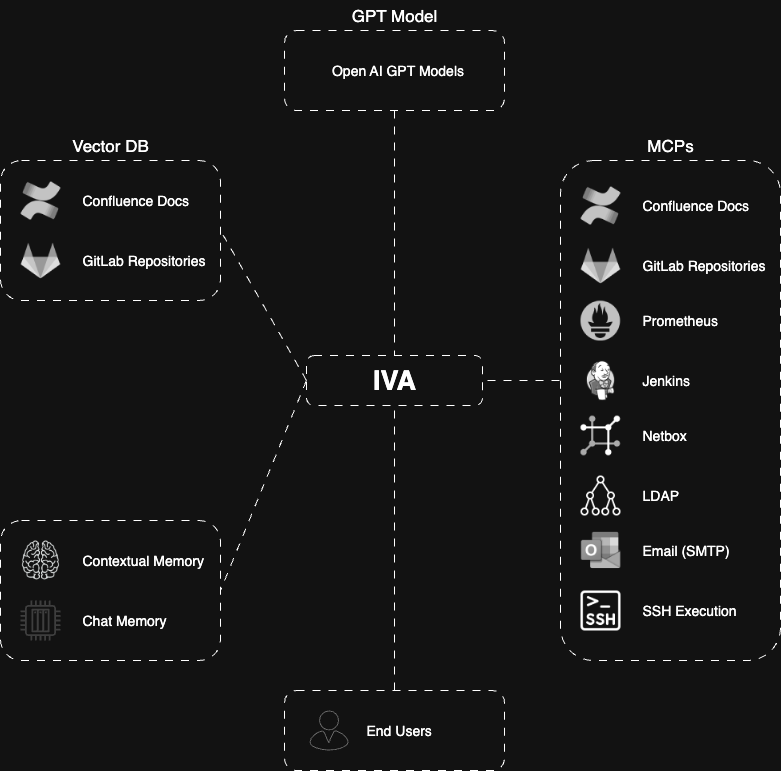 GPT Model
Open AI GPT Models
Vector DB
Confluence Docs
GitLab Repositories
MCPs
Confluence Docs
GitLab Repositories
Prometheus
Jenkins
Netbox
LDAP
O
Email (SMTP)
>_
SSH
SSH Execution
IVA
Contextual Memory
Chat Memory
End Users